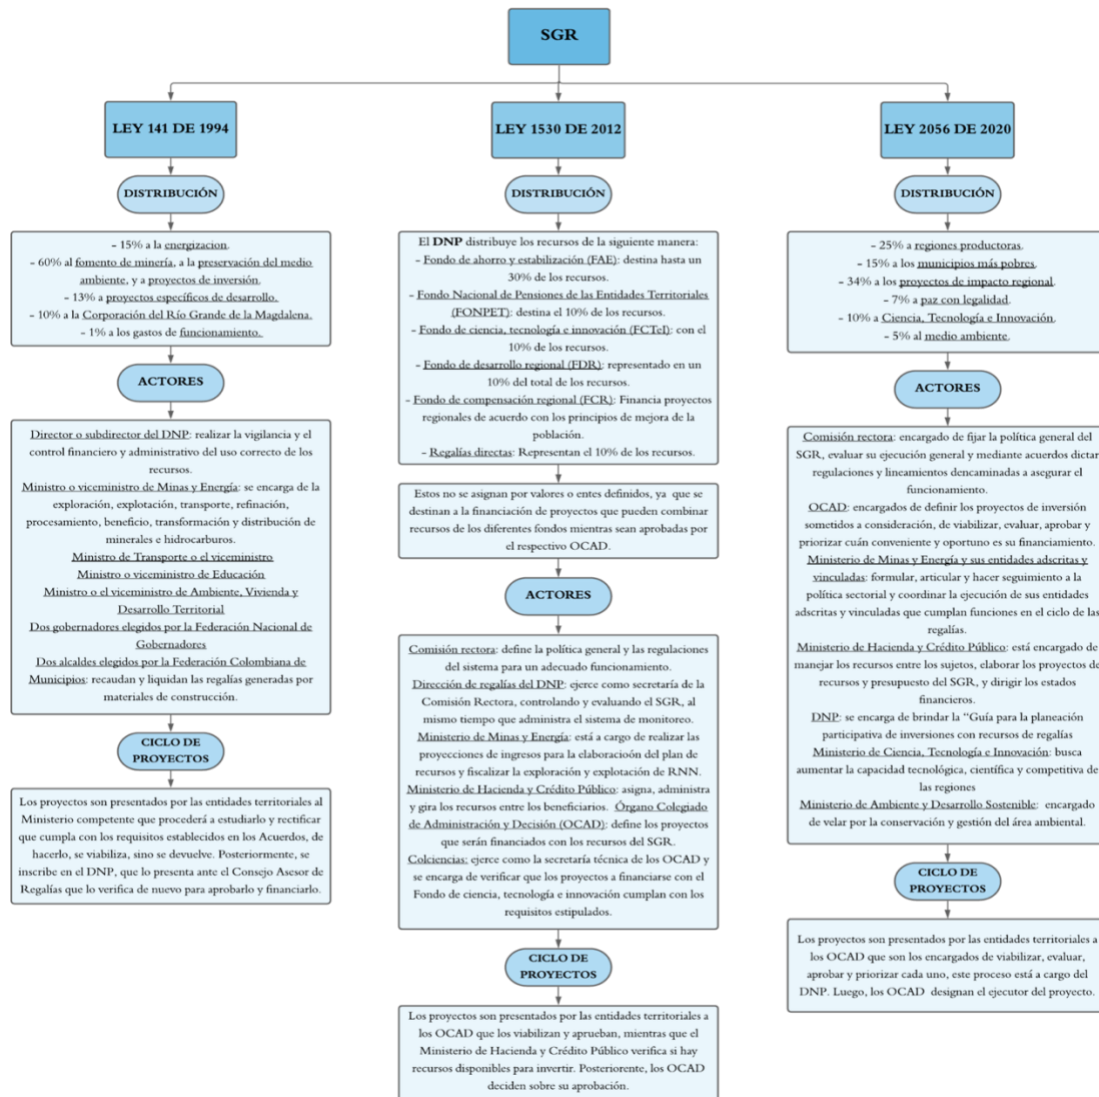 SGR
LEY 141 DE 1994
DISTRIBUCIÓN
– 15% a la energizacion.
– 60% al fomento de minería, a la preservación del medio
ambiente, y a proyectos de inversión.
– 13% a proyectos específicos de desarrollo.
– 10% a la Corporación del Río Grande de la Magdalena.
– 1% a los gastos de funcionamiento.
ACTORES
Director o subdirector del DNP: realizar la vigilancia y el
control financiero y administrativo del uso correcto de los
recursos.
Ministro o viceministro de Minas y Energía: se encarga de la
exploración, explotación, transporte, refinación,
procesamiento, beneficio, transformación y distribución de
minerales e hidrocarburos.
Ministro de Transporte o el viceministro
Ministro o viceministro de Educación
Ministro o el viceministro de Ambiente, Vivienda y
Desarrollo Territorial
Dos gobernadores elegidos por la Federación Nacional de
Gobernadores
Dos alcaldes elegidos por la Federación Colombiana de
Municipios: recaudan y liquidan las regalías generadas por
materiales de construcción.
CICLO DE
PROYECTOS
Los proyectos son presentados por las entidades territoriales al
Ministerio competente que procederá a estudiarlo y rectificar
que cumpla con los requisitos establecidos en los Acuerdos, de
hacerlo, se viabiliza, sino se devuelve. Posteriormente, se
inscribe en el DNP, que lo presenta ante el Consejo Asesor de
Regalías que lo verifica de nuevo para aprobarlo y financiarlo.
LEY 1530 DE 2012
DISTRIBUCIÓN
El DNP distribuye los recursos de la siguiente manera:
– Fondo de ahorro y estabilización (FAE): destina hasta un
30% de los recursos.
– Fondo Nacional de Pensiones de las Entidades Territoriales
(FONPET): destina el 10% de los recursos.
– Fondo de ciencia, tecnología e innovación (FCTeI): con el
10% de los recursos.
– Fondo de desarrollo regional (FDR): representado en un
10% del total de los recursos.
– Fondo de compensación regional (FCR): Financia proyectos
regionales de acuerdo con los principios de mejora de la
población.
– Regalías directas: Representan el 10% de los recursos.
Estos no se asignan por valores o entes definidos, ya que se
destinan a la financiación de proyectos que pueden combinar
recursos de los diferentes fondos mientras sean aprobadas por
el respectivo OCAD.
ACTORES
Comisión rectora: define la política general y las regulaciones
del sistema para un adecuado funcionamiento.
Dirección de regalías del DNP: ejerce como secretaría de la
Comisión Rectora, controlando y evaluando el SGR, al
mismo tiempo que administra el sistema de monitoreo.
Ministerio de Minas y Energía: está a cargo de realizar las
proyecciones de ingresos para la elaboracioón del plan de
recursos y fiscalizar la exploración y explotación de RNN.
Ministerio de Hacienda y Crédito Público: asigna, administra
y gira los recursos entre los beneficiarios. Órgano Colegiado
de Administración y Decisión (OCAD): define los proyectos
que serán financiados con los recursos del SGR.
Colciencias: ejerce como la secretaría técnica de los OCAD y
se encarga de verificar que los proyectos a financiarse con el
Fondo de ciencia, tecnología e innovación cumplan con los
requisitos estipulados.
CICLO DE
PROYECTOS
Los proyectos son presentados por las entidades territoriales a
los OCAD que los viabilizan y aprueban, mientras que el
Ministerio de Hacienda y Crédito Público verifica si hay
recursos disponibles para invertir. Posteriorente, los OCAD
deciden sobre su aprobación.
LEY 2056 DE 2020
DISTRIBUCIÓN
– 25% a regiones productoras.
– 15% a los municipios más pobres.
– 34% a los proyectos de impacto regional.
– 7% a paz con legalidad.
– 10% a Ciencia, Tecnología e Innovación.
– 5% al medio ambiente.
ACTORES
Comisión rectora: encargado de fijar la política general del
SGR, evaluar su ejecución general y mediante acuerdos dictar
regulaciones y lineamientos dencaminadas a asegurar el
funcionamiento.
OCAD: encargados de definir los proyectos de inversión
sometidos a consideración, de viabilizar, evaluar, aprobar y
priorizar cuán conveniente y oportuno es su financiamiento.
Ministerio de Minas y Energía y sus entidades adscritas y
vinculadas: formular, articular y hacer seguimiento a la
política sectorial y coordinar la ejecución de sus entidades
adscritas y vinculadas que cumplan funciones en el ciclo de las
regalías.
Ministerio de Hacienda y Crédito Público: está encargado de
manejar los recursos entre los sujetos, elaborar los proyectos de
recursos y presupuesto del SGR, y dirigir los estados
financieros.
DNP: se encarga de brindar la “Guía para la planeación
participativa de inversiones con recursos de regalías
Ministerio de Ciencia, Tecnología e Innovación: busca
aumentar la capacidad tecnológica, científica y competitiva de
las regiones
Ministerio de Ambiente y Desarrollo Sostenible: encargado
de velar por la conservación y gestión del área ambiental.
CICLO DE
PROYECTOS
Los proyectos son presentados por las entidades territoriales a
los OCAD que son los encargados de viabilizar, evaluar,
aprobar y priorizar cada uno, este proceso está a cargo del
DNP. Luego, los OCAD designan el ejecutor del proyecto.